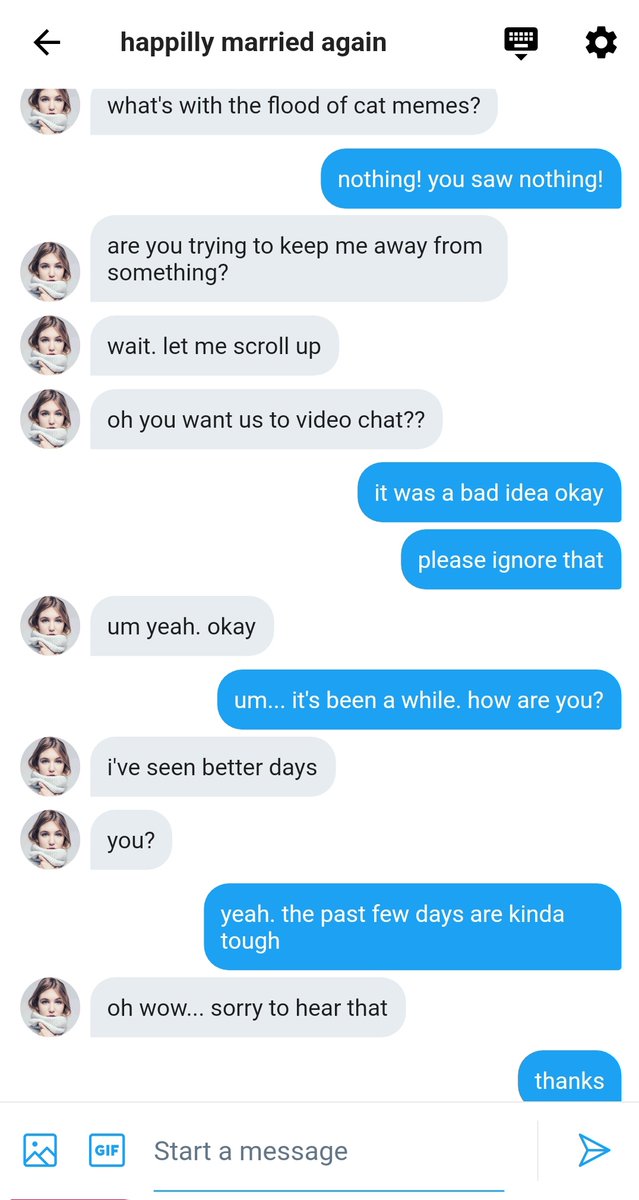 happilly married again
what's with the flood of cat memes?
nothing! you saw nothing!
are you trying to keep me away from
something?
wait. let me scroll up
oh you want us to video chat??
it was a bad idea okay
please ignore that
um yeah. okay
um... it's been a while. how are you?
i've seen better days
you?
yeah. the past few days are kinda
tough
oh wow... sorry to hear that
thanks
GIF
Start a message